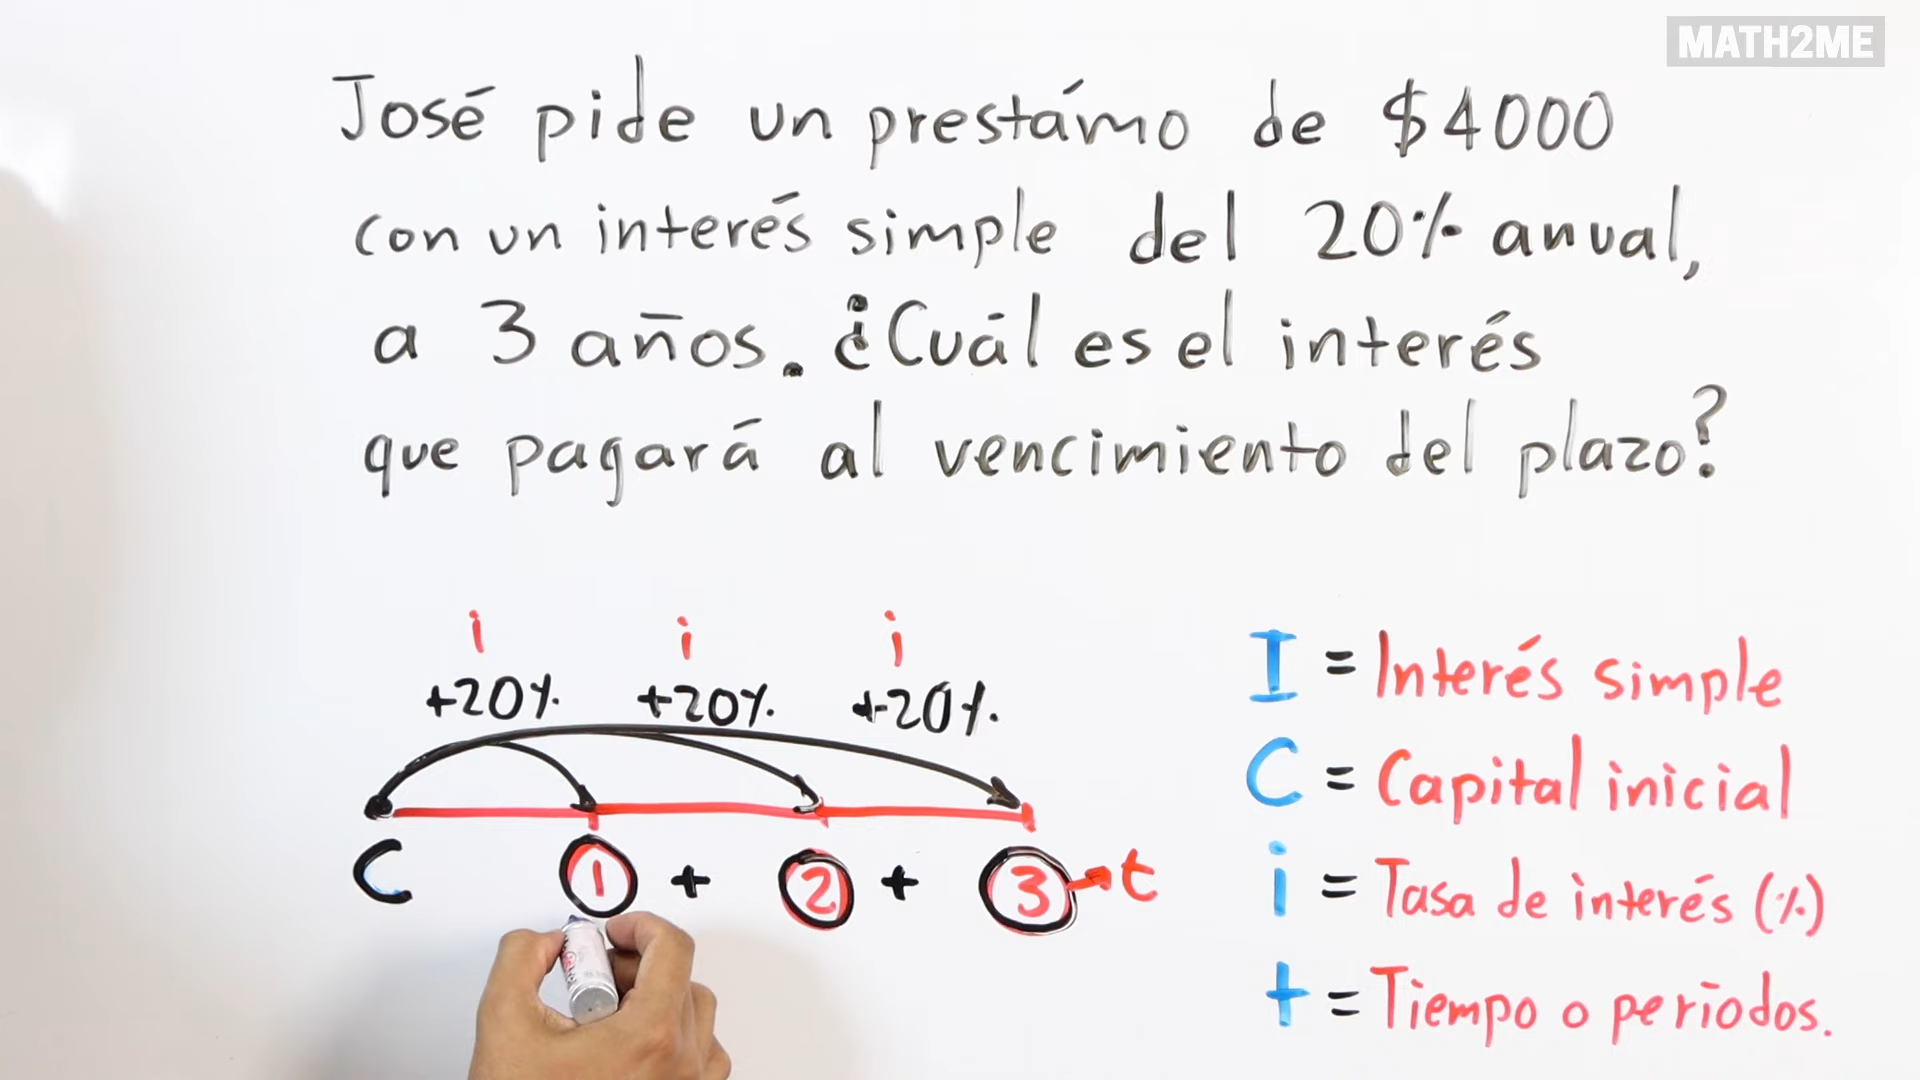 MATH2ME
José pide un prestámo de $4000
con un interés simple del 20% anual,
a 3 años. ¿Cuál es el interés
que pagará al vencimiento del plazo?
i i i
+20% +20% +20%
C 1 + 2 + 3 → t
I = Interés simple
C = Capital inicial
i = Tasa de interés (%)
t = Tiempo o períodos.